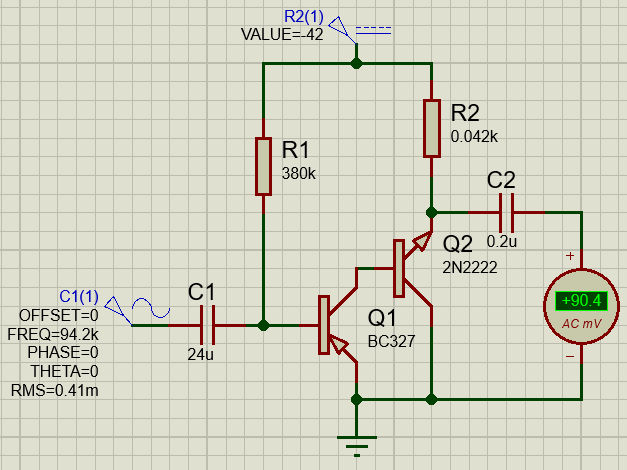 R2(1)
VALUE=-42
R2
0.042k
R1
380k
C2
0.2u
Q2
2N2222
+
+90.4
AC mV
−
C1(1)
OFFSET=0
FREQ=94.2k
PHASE=0
THETA=0
RMS=0.41m
C1
24u
Q1
BC327